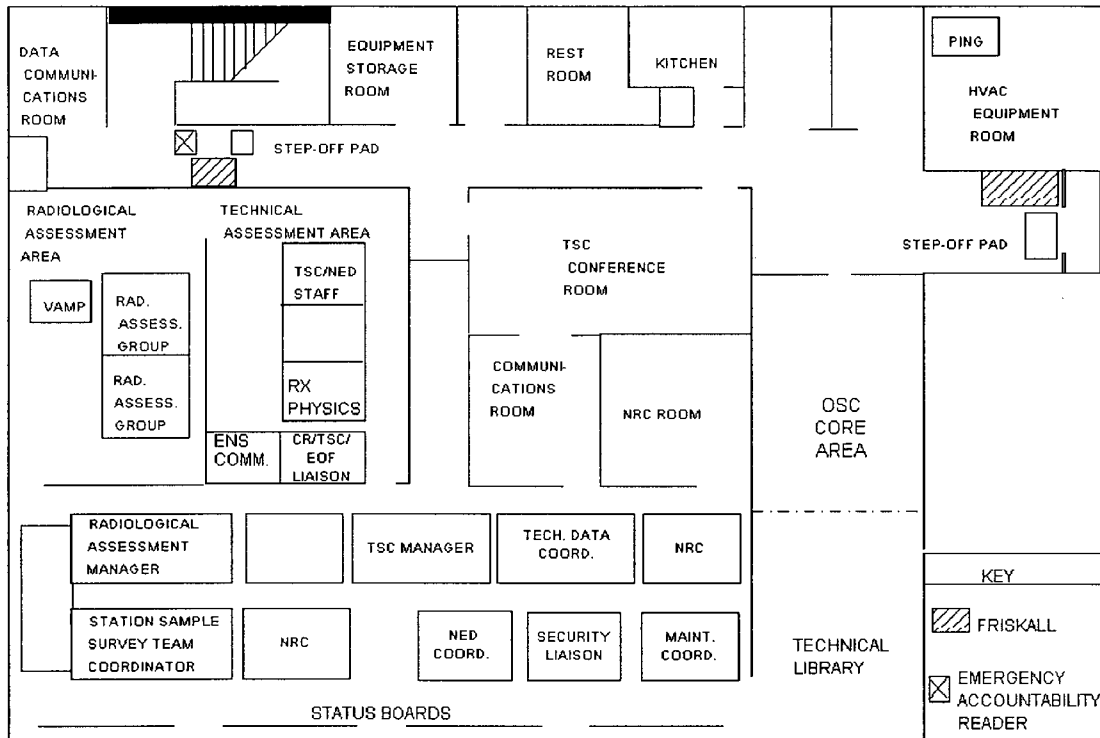 DATA
COMMUNI-
CATIONS
ROOM
EQUIPMENT
STORAGE
ROOM
REST
ROOM
KITCHEN
PING
HVAC
EQUIPMENT
ROOM
STEP-OFF PAD
RADIOLOGICAL
ASSESSMENT
AREA
TECHNICAL
ASSESSMENT AREA
TSC
CONFERENCE
ROOM
STEP-OFF PAD
VAMP
RAD.
ASSESS.
GROUP
RAD.
ASSESS.
GROUP
TSC/NED
STAFF
RX
PHYSICS
ENS
COMM.
CR/TSC/
EOF
LIAISON
COMMUNI-
CATIONS
ROOM
NRC ROOM
OSC
CORE
AREA
RADIOLOGICAL
ASSESSMENT
MANAGER
TSC MANAGER
TECH. DATA
COORD.
NRC
STATION SAMPLE
SURVEY TEAM
COORDINATOR
NRC
NED
COORD.
SECURITY
LIAISON
MAINT.
COORD.
TECHNICAL
LIBRARY
STATUS BOARDS
KEY
FRISKALL
EMERGENCY
ACCOUNTABILITY
READER